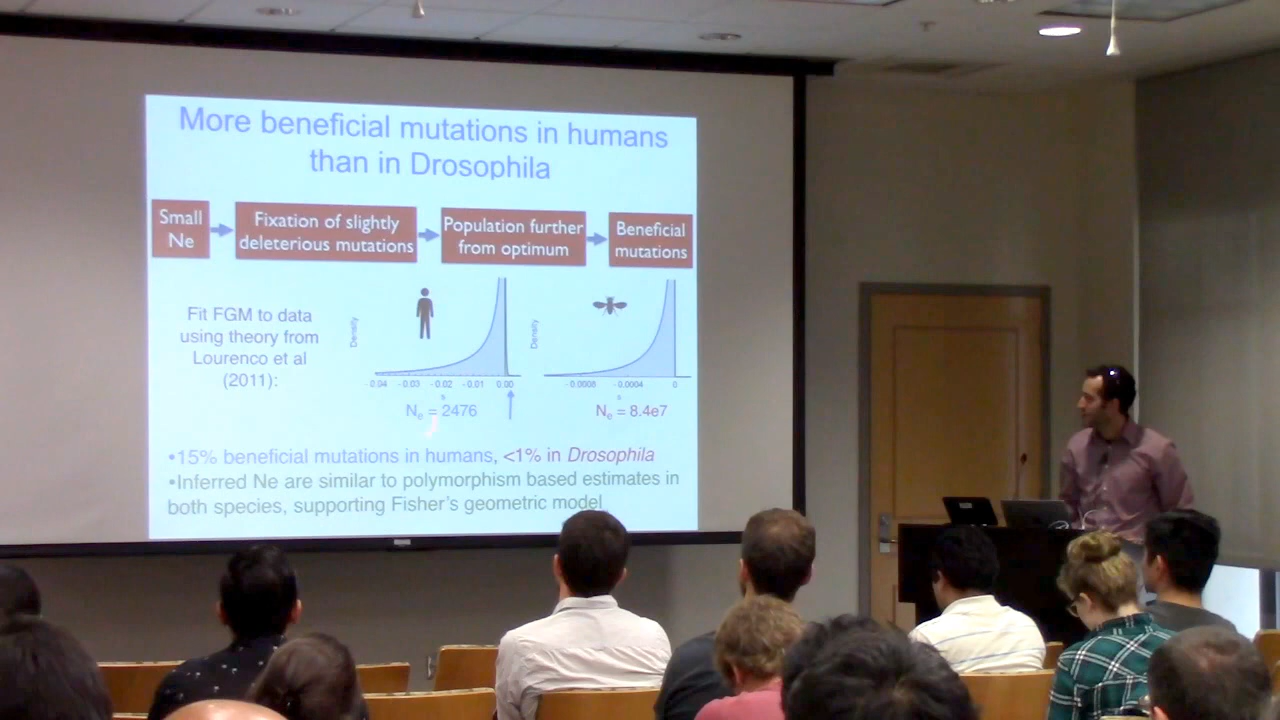 More beneficial mutations in humans
than in Drosophila
Small
Ne
Fixation of slightly
deleterious mutations
Population further
from optimum
Beneficial
mutations
Fit FGM to data
using theory from
Lourenco et al
(2011):
Density
-0.04 -0.03 -0.02 -0.01 0.00
s
Ne = 2476
Density
-0.0008 -0.0004 0
s
Ne = 8.4e7
•15% beneficial mutations in humans, <1% in Drosophila
•Inferred Ne are similar to polymorphism based estimates in
both species, supporting Fisher's geometric model